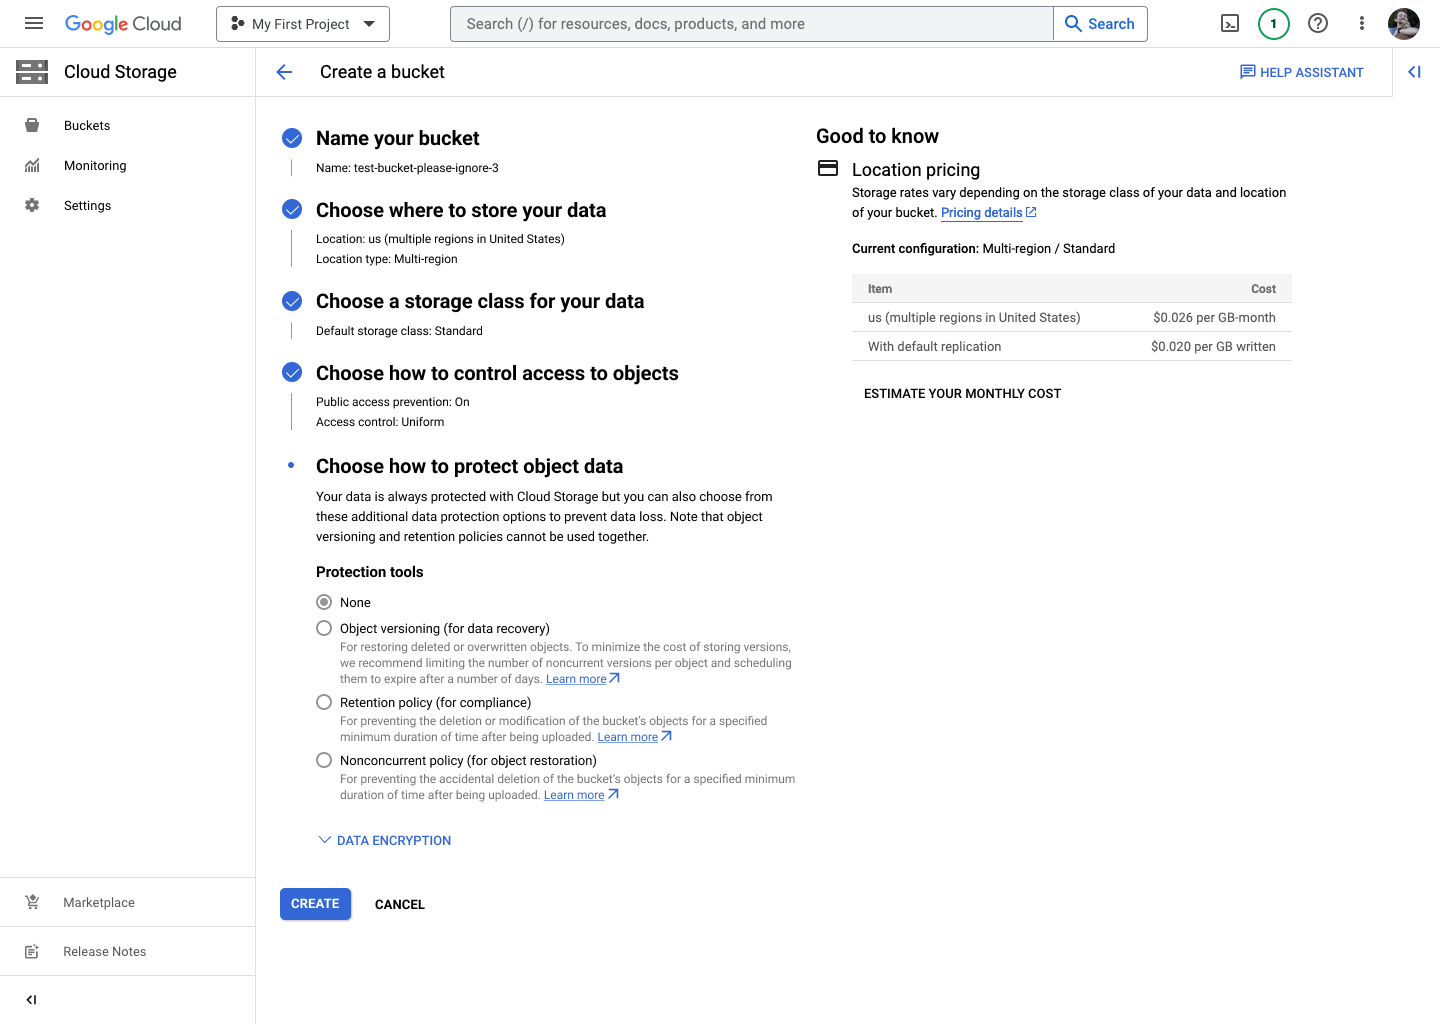 Google Cloud
My First Project
Search (/) for resources, docs, products, and more
Search
1
Cloud Storage
Create a bucket
HELP ASSISTANT
Buckets
Monitoring
Settings
Marketplace
Release Notes
Name your bucket
Name: test-bucket-please-ignore-3
Choose where to store your data
Location: us (multiple regions in United States)
Location type: Multi-region
Choose a storage class for your data
Default storage class: Standard
Choose how to control access to objects
Public access prevention: On
Access control: Uniform
Choose how to protect object data
Your data is always protected with Cloud Storage but you can also choose from
these additional data protection options to prevent data loss. Note that object
versioning and retention policies cannot be used together.
Protection tools
None
Object versioning (for data recovery)
For restoring deleted or overwritten objects. To minimize the cost of storing versions,
we recommend limiting the number of noncurrent versions per object and scheduling
them to expire after a number of days. Learn more
Retention policy (for compliance)
For preventing the deletion or modification of the bucket's objects for a specified
minimum duration of time after being uploaded. Learn more
Nonconcurrent policy (for object restoration)
For preventing the accidental deletion of the bucket's objects for a specified minimum
duration of time after being uploaded. Learn more
DATA ENCRYPTION
CREATE
CANCEL
Good to know
Location pricing
Storage rates vary depending on the storage class of your data and location
of your bucket. Pricing details
Current configuration: Multi-region / Standard
Item Cost
us (multiple regions in United States) $0.026 per GB-month
With default replication $0.020 per GB written
ESTIMATE YOUR MONTHLY COST